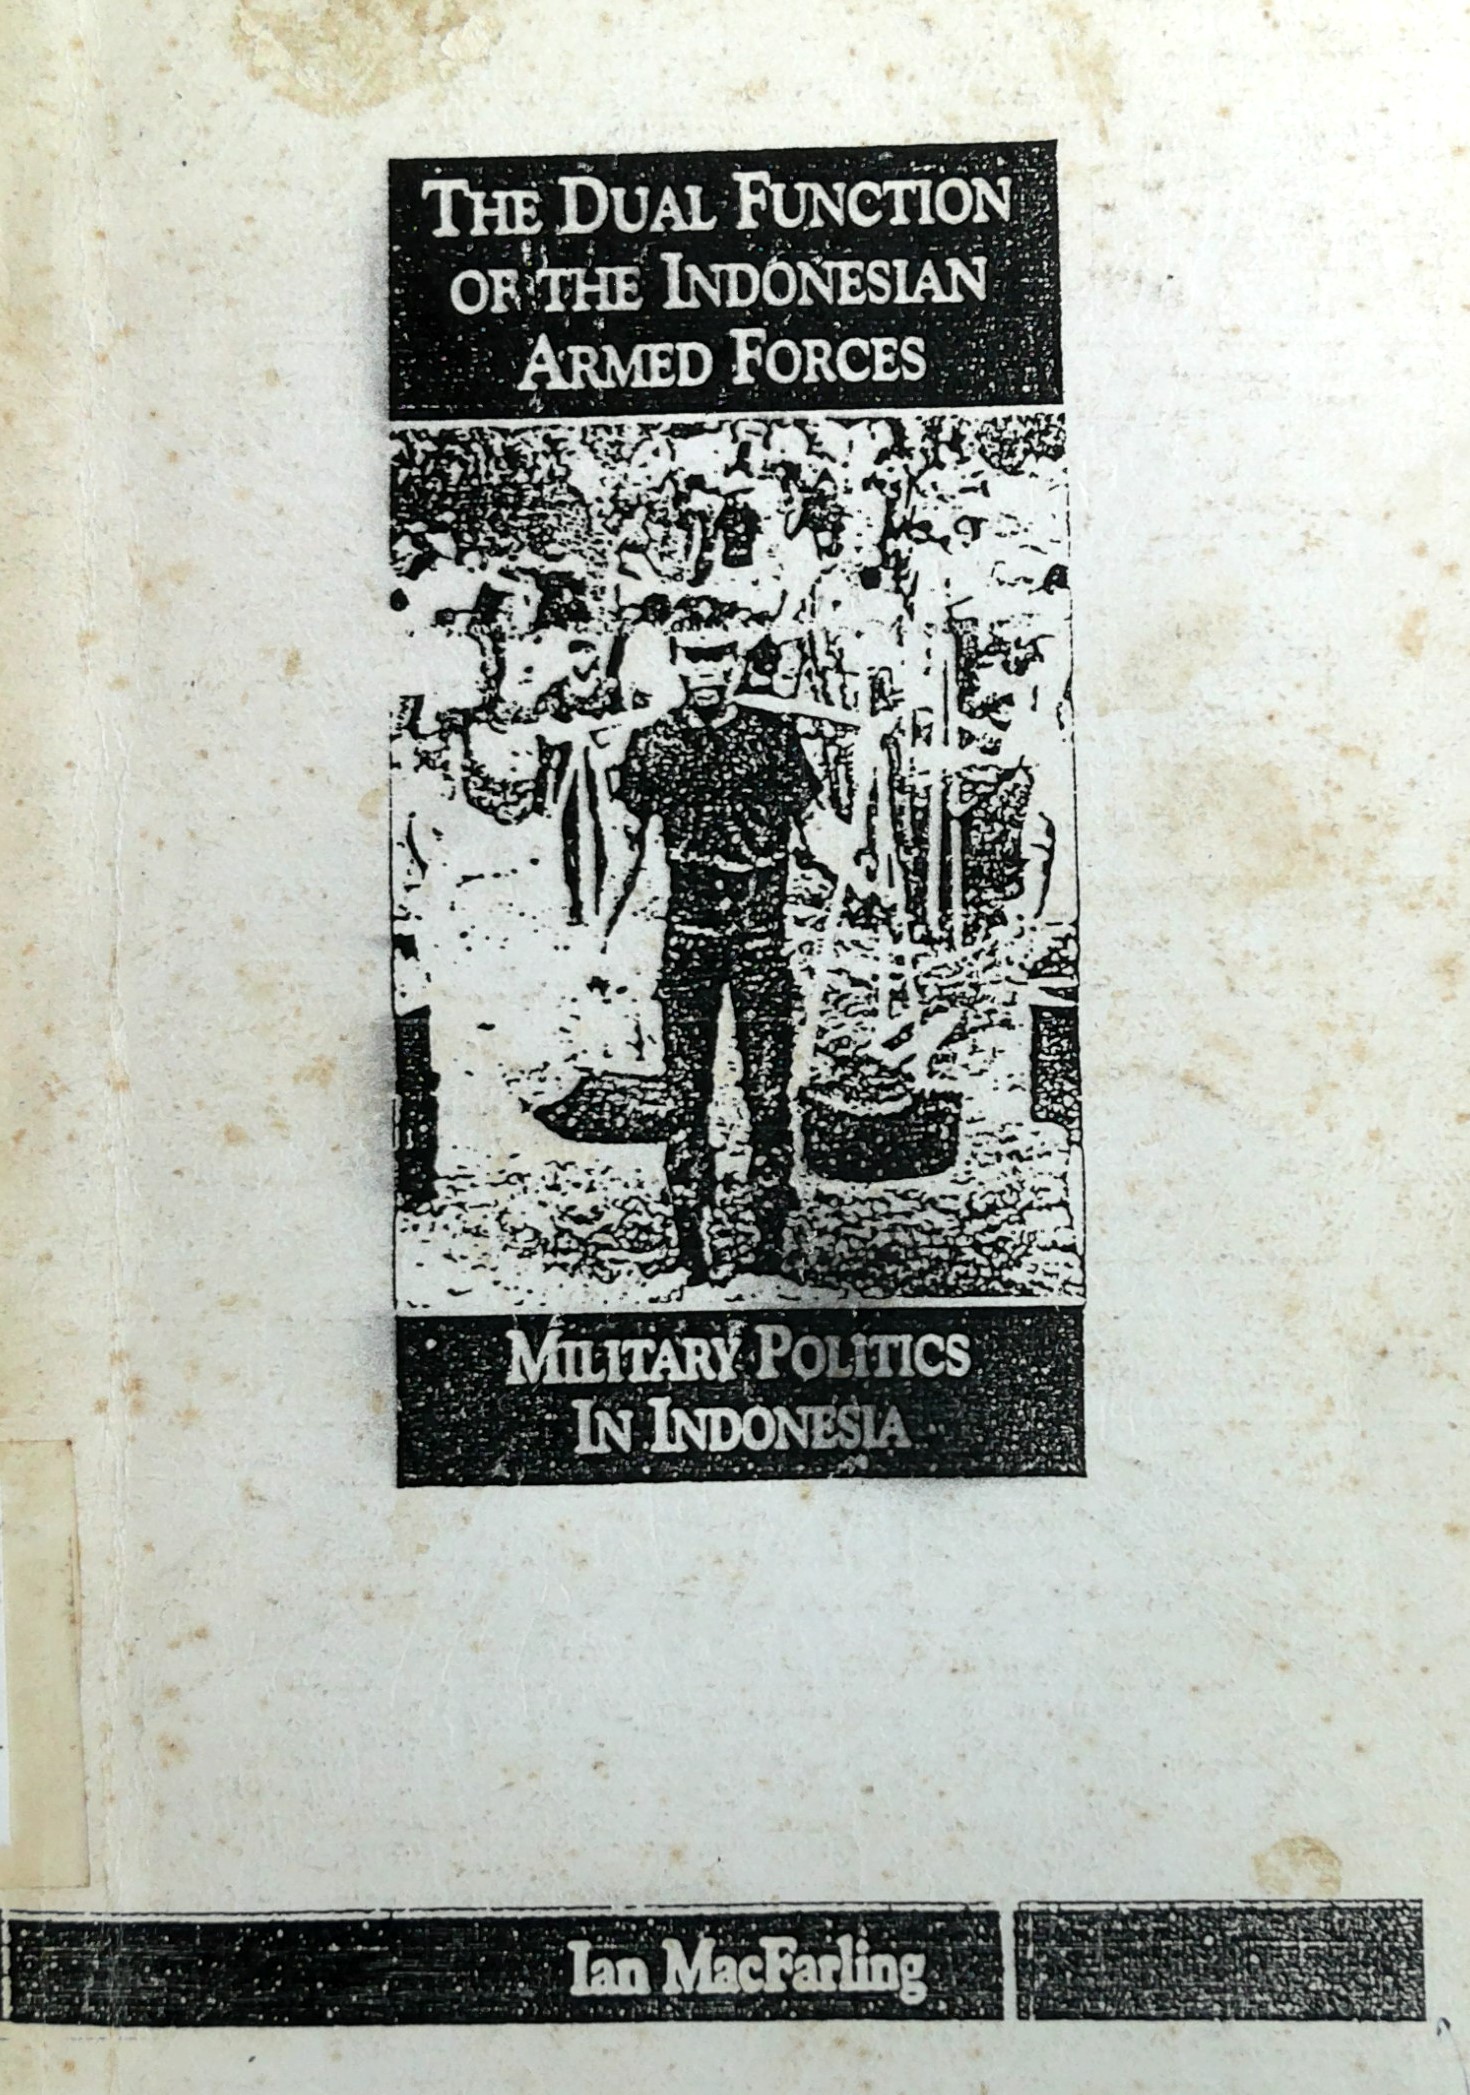 THE DUAL FUNCTION
OF THE INDONESIAN
ARMED FORCES
MILITARY POLITICS
IN INDONESIA
Ian MacFarling